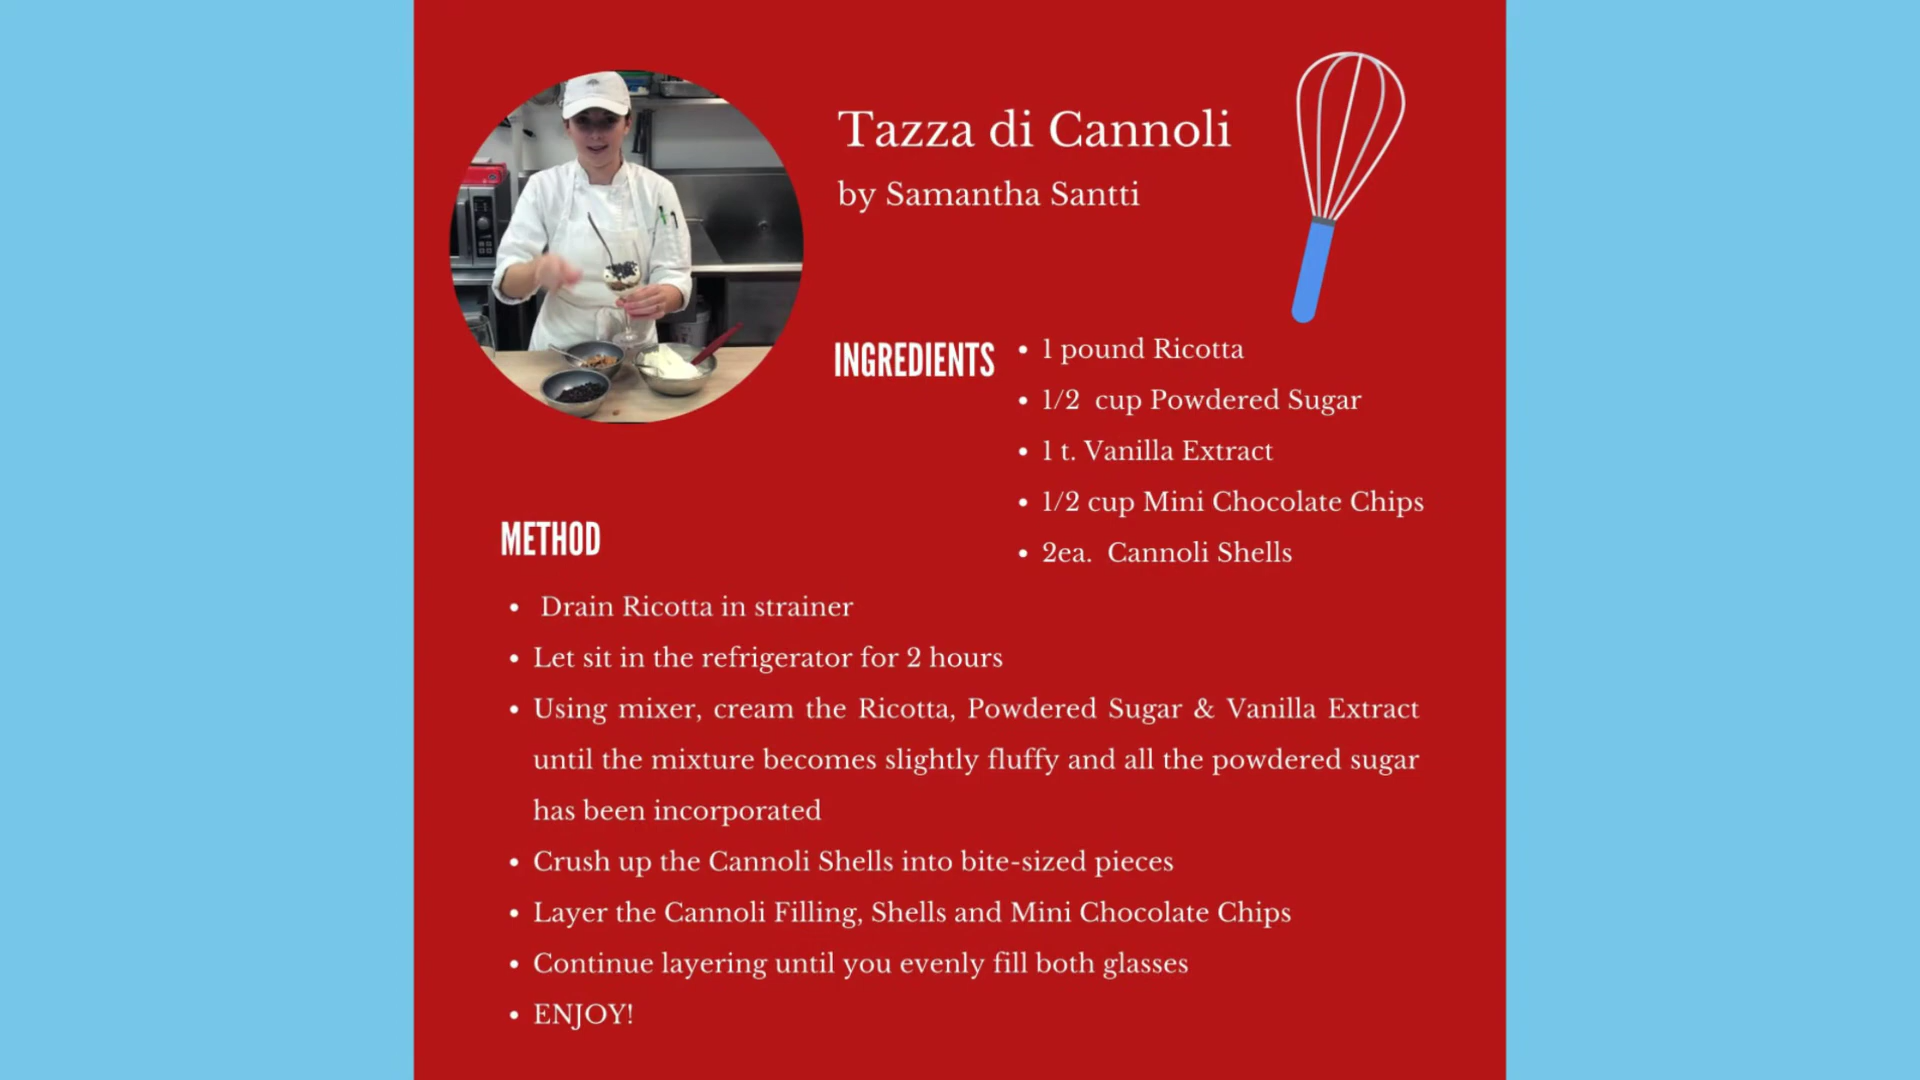 Tazza di Cannoli
by Samantha Santti
INGREDIENTS
• 1 pound Ricotta
• 1/2  cup Powdered Sugar
• 1 t. Vanilla Extract
• 1/2 cup Mini Chocolate Chips
• 2ea.  Cannoli Shells
METHOD
• Drain Ricotta in strainer
• Let sit in the refrigerator for 2 hours
• Using mixer, cream the Ricotta, Powdered Sugar & Vanilla Extract
until the mixture becomes slightly fluffy and all the powdered sugar
has been incorporated
• Crush up the Cannoli Shells into bite-sized pieces
• Layer the Cannoli Filling, Shells and Mini Chocolate Chips
• Continue layering until you evenly fill both glasses
• ENJOY!